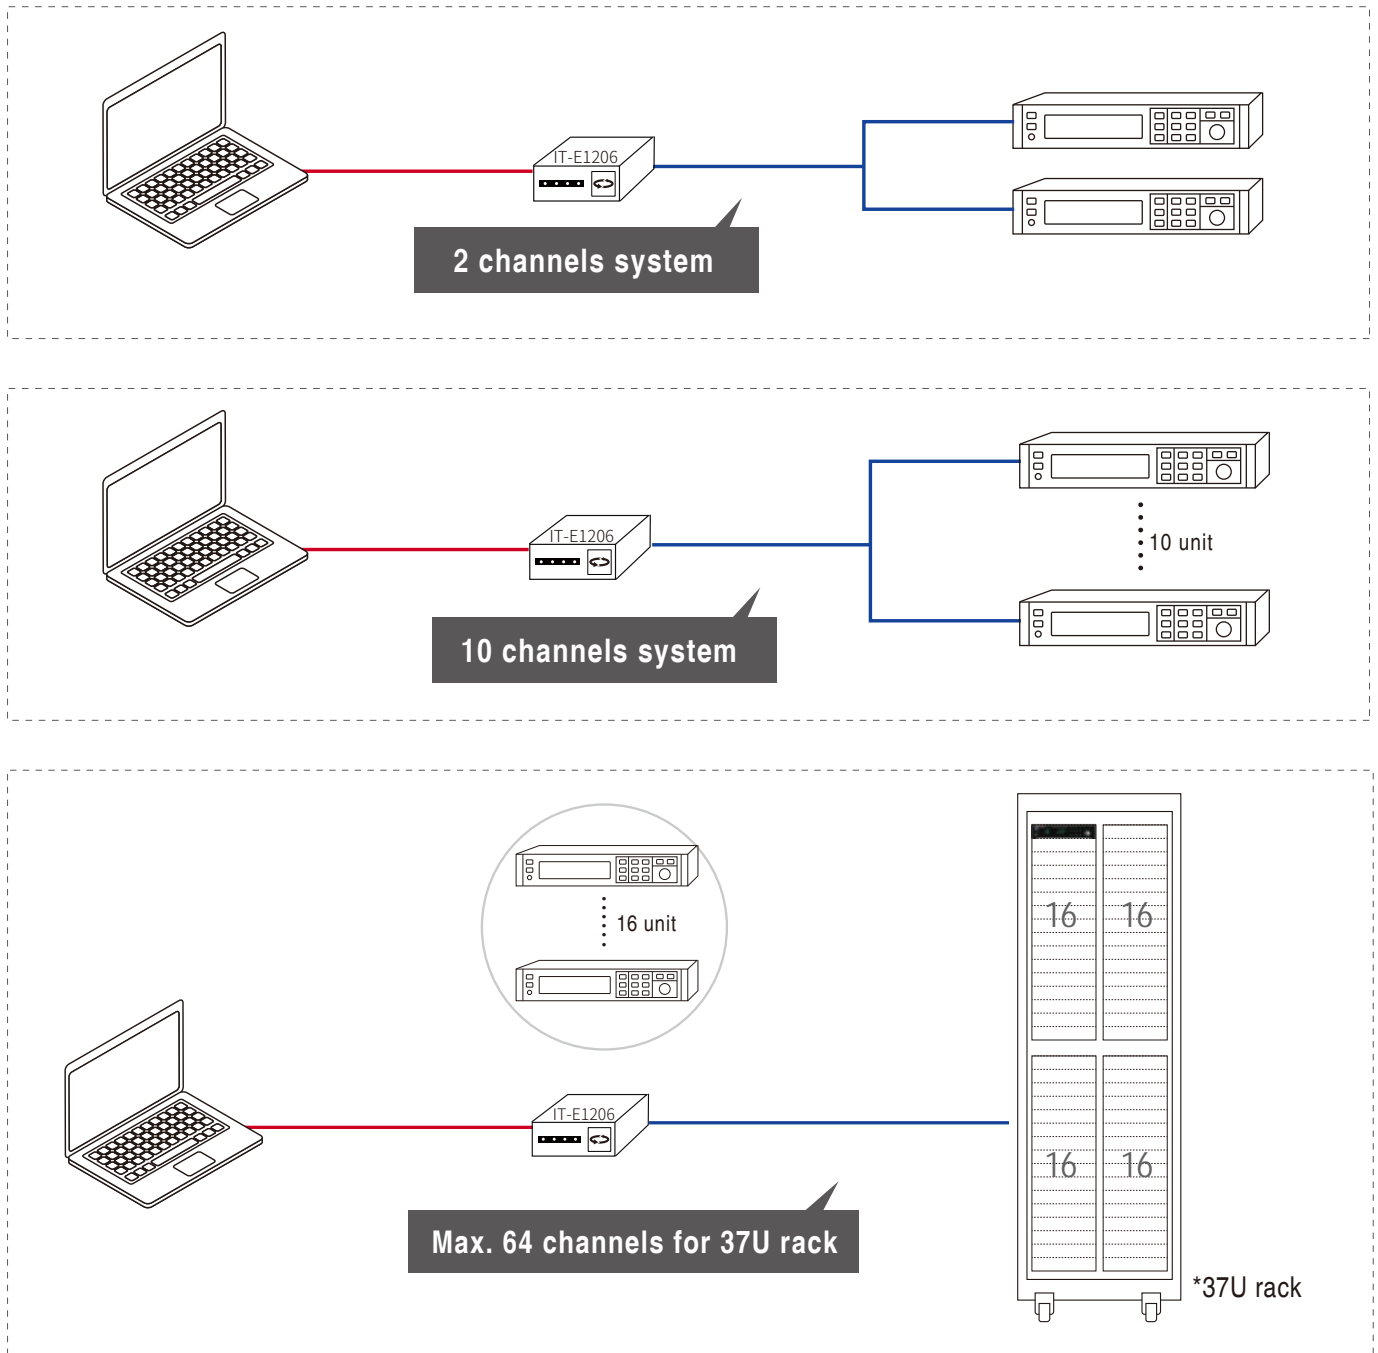 IT-E1206
2 channels system
IT-E1206
10 unit
10 channels system
16 unit
16 16
IT-E1206
16 16
Max. 64 channels for 37U rack
*37U rack